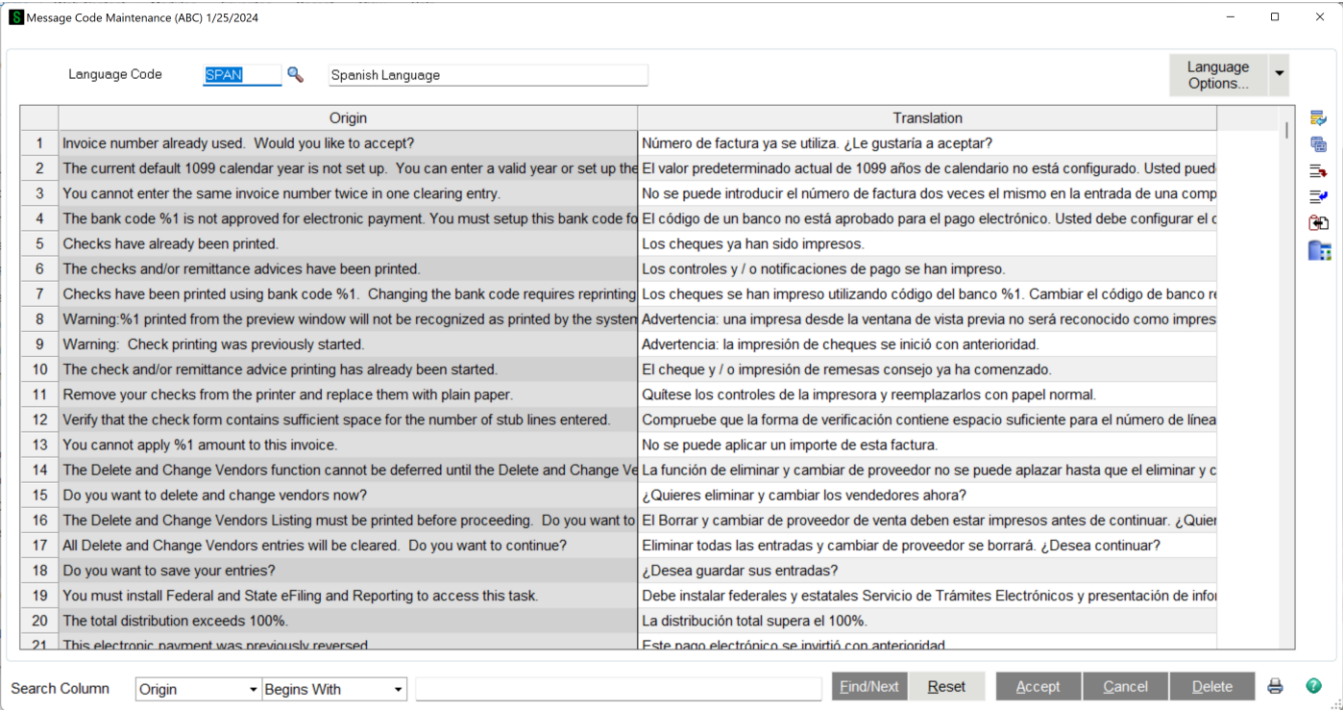 Message Code Maintenance (ABC) 1/25/2024
Language Code SPAN Spanish Language Language
Options...
Origin Translation
1 Invoice number already used.  Would you like to accept? Número de factura ya se utiliza. ¿Le gustaría a aceptar?
2 The current default 1099 calendar year is not set up.  You can enter a valid year or set up the El valor predeterminado actual de 1099 años de calendario no está configurado. Usted pued
3 You cannot enter the same invoice number twice in one clearing entry. No se puede introducir el número de factura dos veces el mismo en la entrada de una comp
4 The bank code %1 is not approved for electronic payment. You must setup this bank code fo El código de un banco no está aprobado para el pago electrónico. Usted debe configurar el c
5 Checks have already been printed. Los cheques ya han sido impresos.
6 The checks and/or remittance advices have been printed. Los controles y / o notificaciones de pago se han impreso.
7 Checks have been printed using bank code %1.  Changing the bank code requires reprinting Los cheques se han impreso utilizando código del banco %1. Cambiar el código de banco re
8 Warning:%1 printed from the preview window will not be recognized as printed by the system Advertencia: una impresa desde la ventana de vista previa no será reconocido como impres
9 Warning:  Check printing was previously started. Advertencia: la impresión de cheques se inició con anterioridad.
10 The check and/or remittance advice printing has already been started. El cheque y / o impresión de remesas consejo ya ha comenzado.
11 Remove your checks from the printer and replace them with plain paper. Quítese los controles de la impresora y reemplazarlos con papel normal.
12 Verify that the check form contains sufficient space for the number of stub lines entered. Compruebe que la forma de verificación contiene espacio suficiente para el número de línea
13 You cannot apply %1 amount to this invoice. No se puede aplicar un importe de esta factura.
14 The Delete and Change Vendors function cannot be deferred until the Delete and Change Ve La función de eliminar y cambiar de proveedor no se puede aplazar hasta que el eliminar y c
15 Do you want to delete and change vendors now? ¿Quieres eliminar y cambiar los vendedores ahora?
16 The Delete and Change Vendors Listing must be printed before proceeding.  Do you want to El Borrar y cambiar de proveedor de venta deben estar impresos antes de continuar. ¿Quier
17 All Delete and Change Vendors entries will be cleared.  Do you want to continue? Eliminar todas las entradas y cambiar de proveedor se borrará. ¿Desea continuar?
18 Do you want to save your entries? ¿Desea guardar sus entradas?
19 You must install Federal and State eFiling and Reporting to access this task. Debe instalar federales y estatales Servicio de Trámites Electrónicos y presentación de infor
20 The total distribution exceeds 100%. La distribución total supera el 100%.
21 This electronic payment was previously reversed Este pago electrónico se invirtió con anterioridad
Search Column Origin Begins With Find/Next Reset Accept Cancel Delete